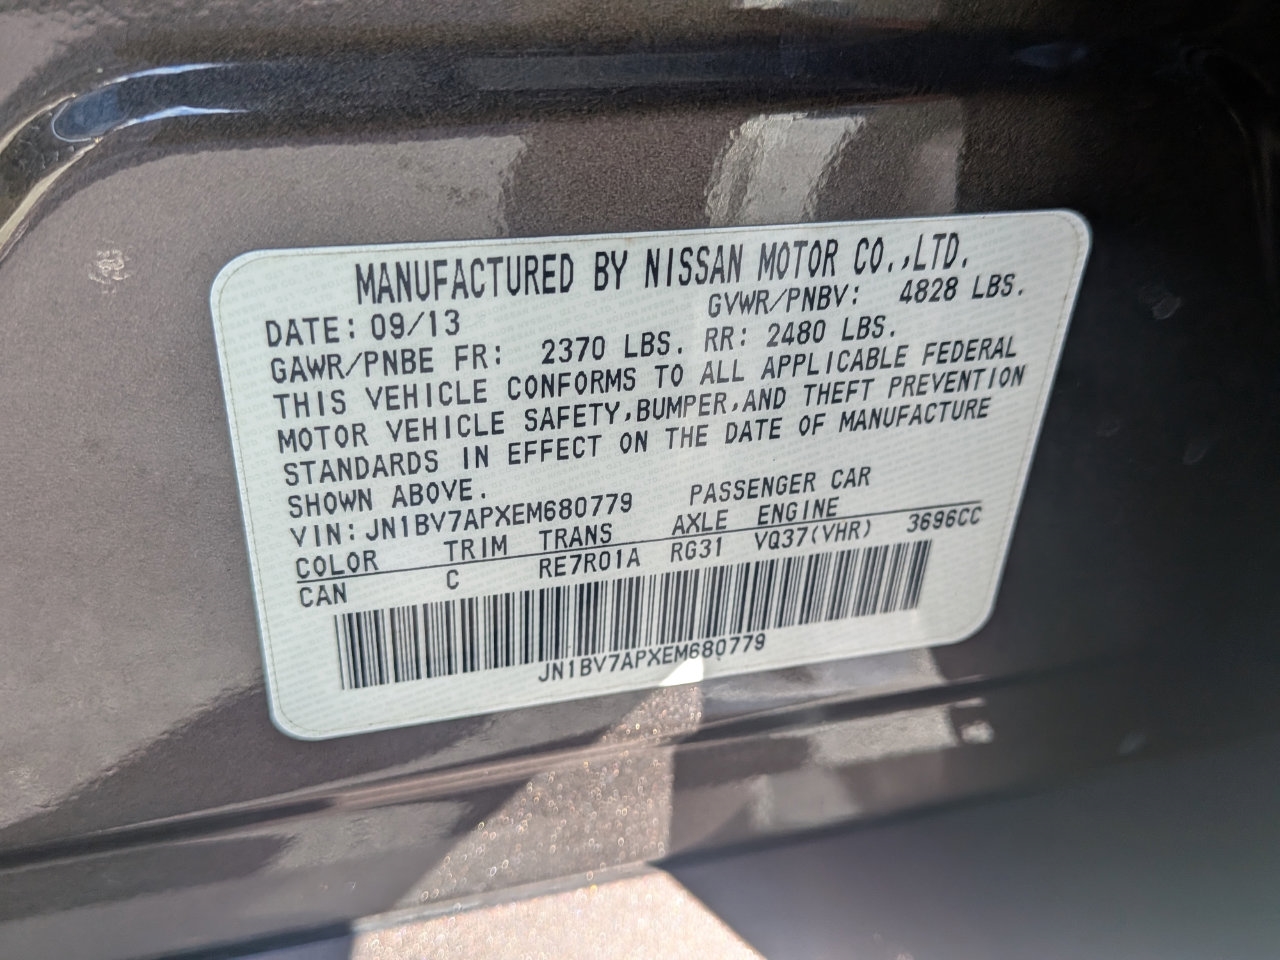 MANUFACTURED BY NISSAN MOTOR CO.,LTD.
DATE: 09/13 GVWR/PNBV: 4828 LBS.
GAWR/PNBE FR: 2370 LBS. RR: 2480 LBS.
THIS VEHICLE CONFORMS TO ALL APPLICABLE FEDERAL
MOTOR VEHICLE SAFETY,BUMPER,AND THEFT PREVENTION
STANDARDS IN EFFECT ON THE DATE OF MANUFACTURE
SHOWN ABOVE.
VIN:JN1BV7APXEM680779 PASSENGER CAR
COLOR TRIM TRANS AXLE ENGINE
CAN C RE7R01A RG31 VQ37(VHR) 3696CC
JN1BV7APXEM680779